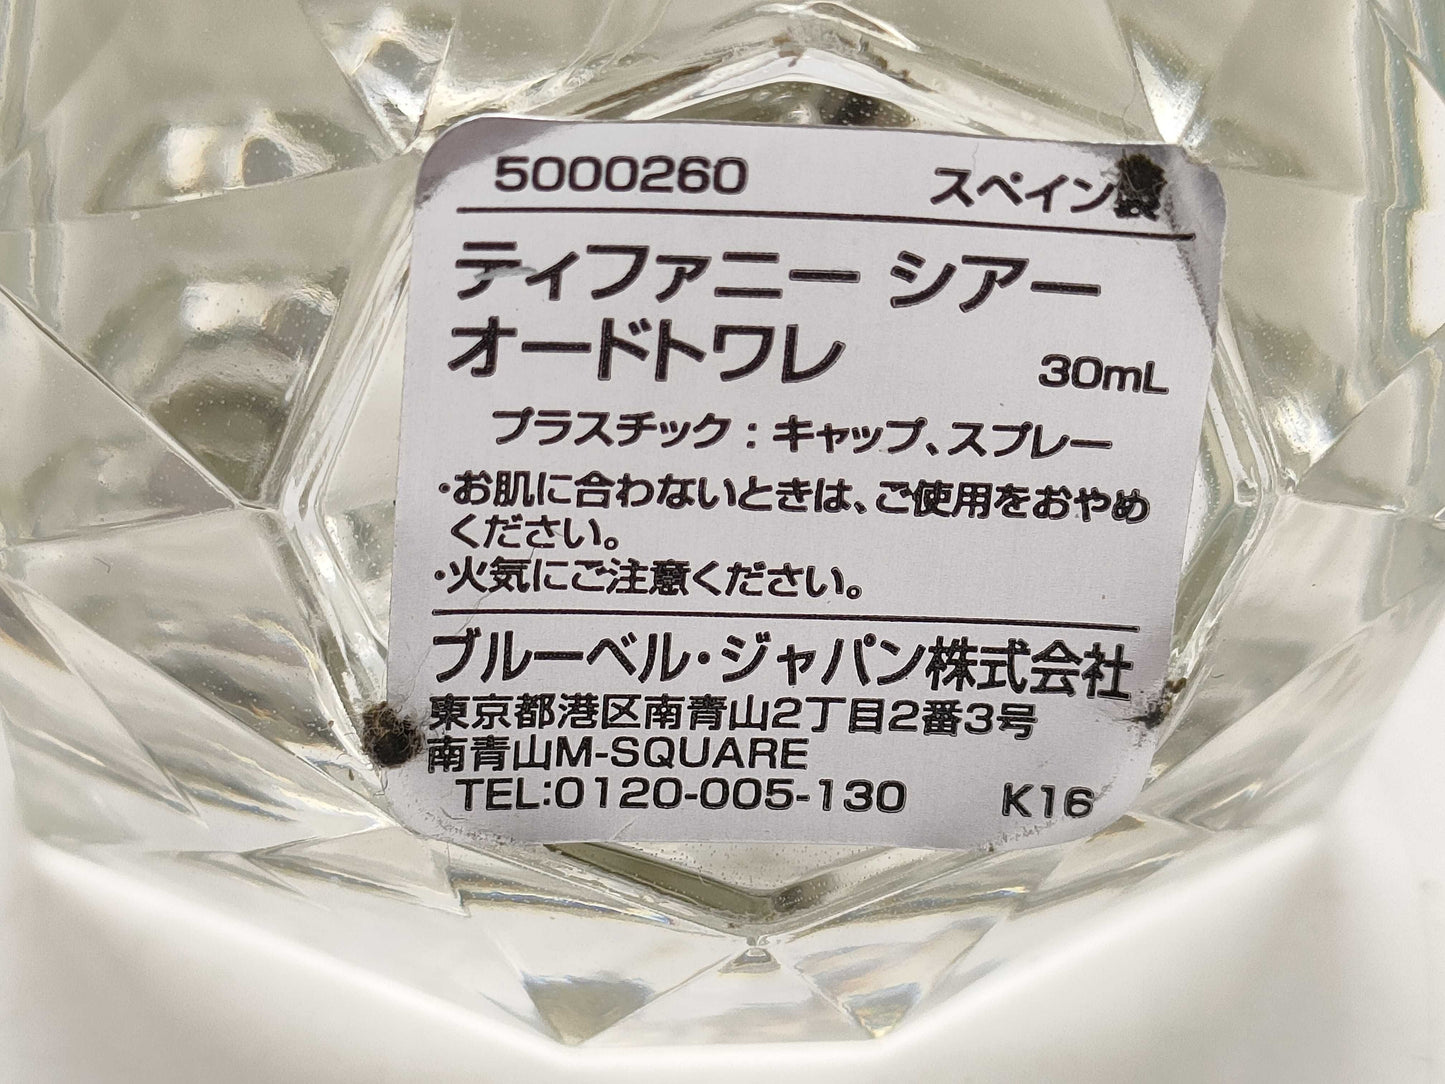 5000260 スペイン製
ティファニー シアー
オードトワレ 30mL
プラスチック：キャップ、スプレー
・お肌に合わないときは、ご使用をおやめ
ください。
・火気にご注意ください。
ブルーベル・ジャパン株式会社
東京都港区南青山2丁目2番3号
南青山M-SQUARE
TEL:0120-005-130 K16